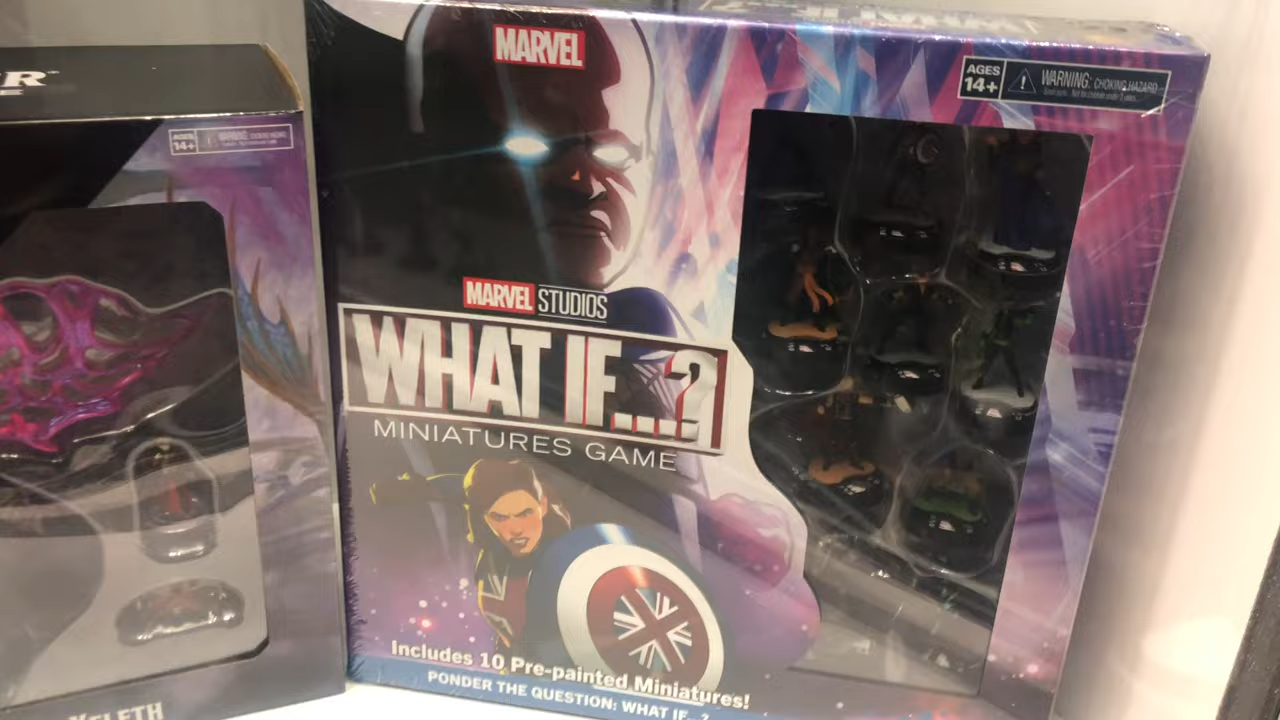 MARVEL
AGES
14+
WARNING: CHOKING HAZARD
AGES
14+
WARNING:
MARVEL STUDIOS
WHAT IF...?
MINIATURES GAME
Includes 10 Pre-painted Miniatures!
PONDER THE QUESTION: WHAT IF...?